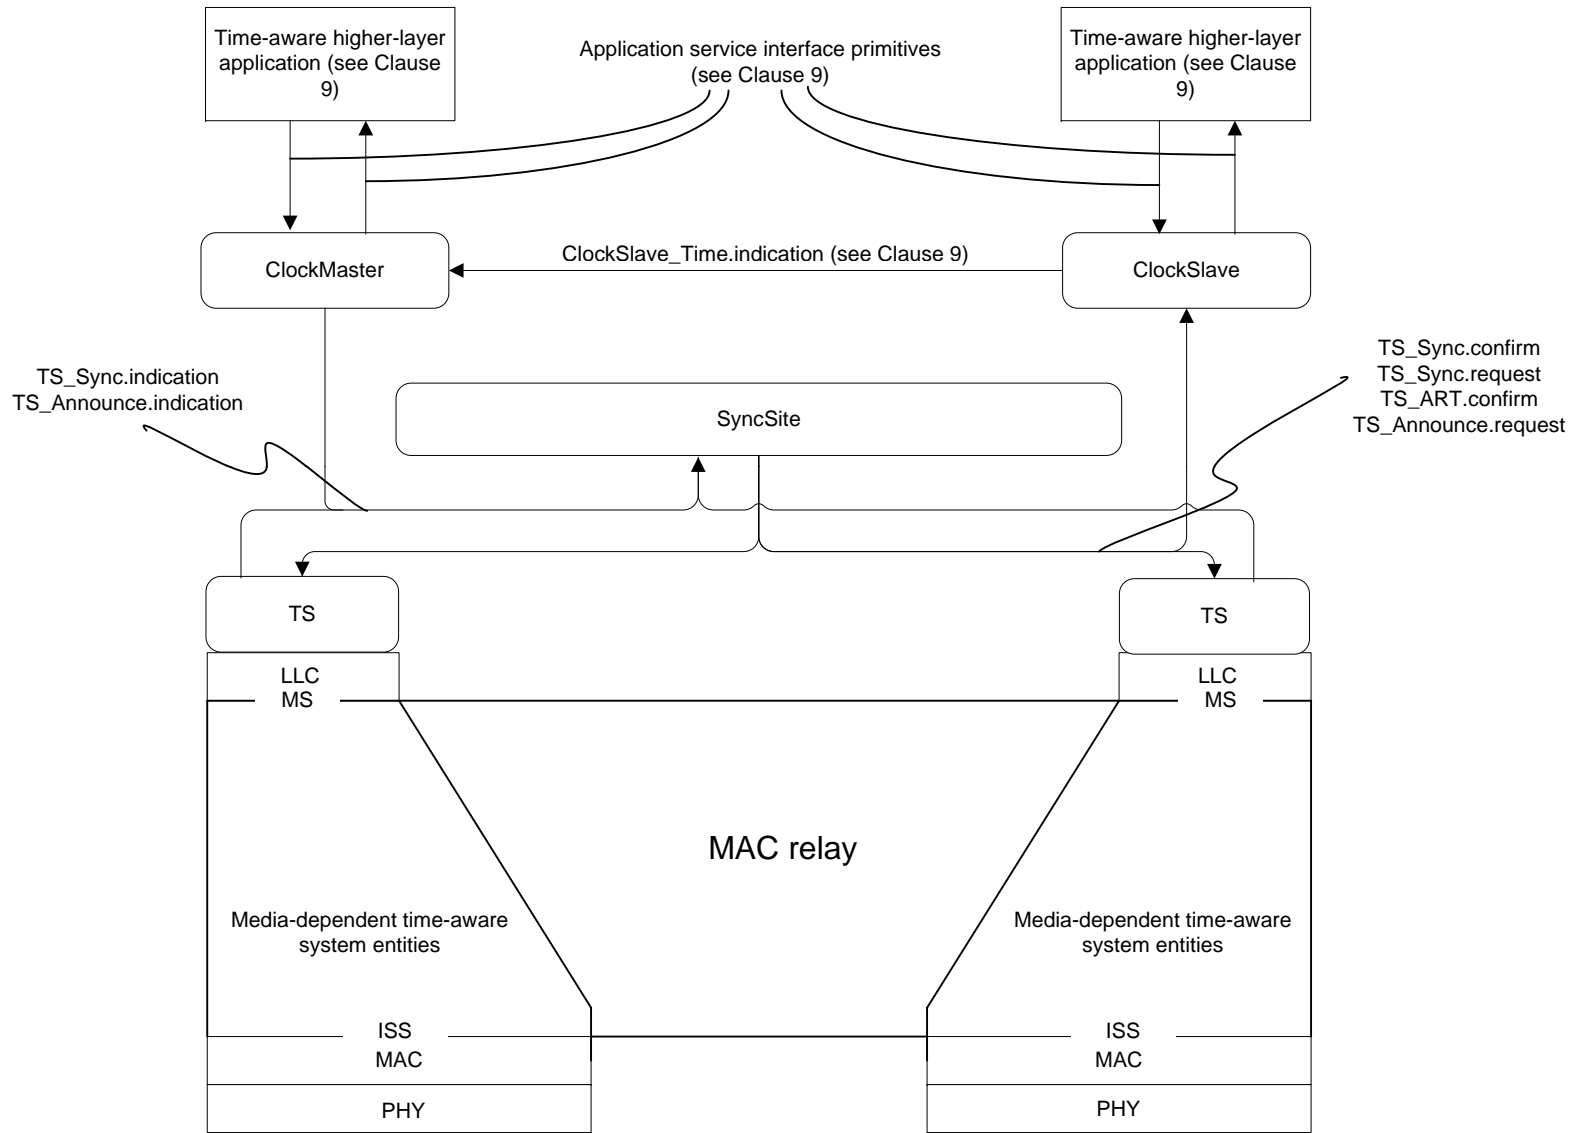 Time-aware higher-layer
application (see Clause
9)
Application service interface primitives
(see Clause 9)
Time-aware higher-layer
application (see Clause
9)
ClockMaster
ClockSlave_Time.indication (see Clause 9)
ClockSlave
TS_Sync.indication
TS_Announce.indication
SyncSite
TS_Sync.confirm
TS_Sync.request
TS_ART.confirm
TS_Announce.request
TS
TS
LLC
MS
LLC
MS
MAC relay
Media-dependent time-aware
system entities
Media-dependent time-aware
system entities
ISS
MAC
ISS
MAC
PHY
PHY